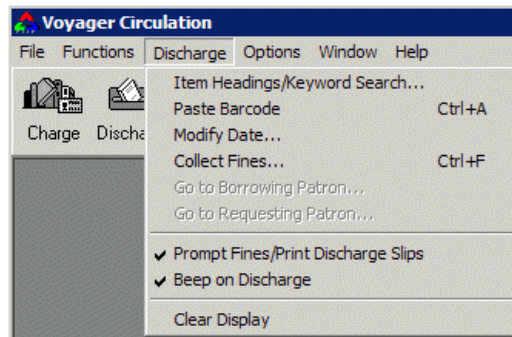 Voyager Circulation
File Functions Discharge Options Window Help
Item Headings/Keyword Search...
Paste Barcode Ctrl+A
Modify Date...
Collect Fines... Ctrl+F
Go to Borrowing Patron...
Go to Requesting Patron...
Prompt Fines/Print Discharge Slips
Beep on Discharge
Clear Display
Charge Discha